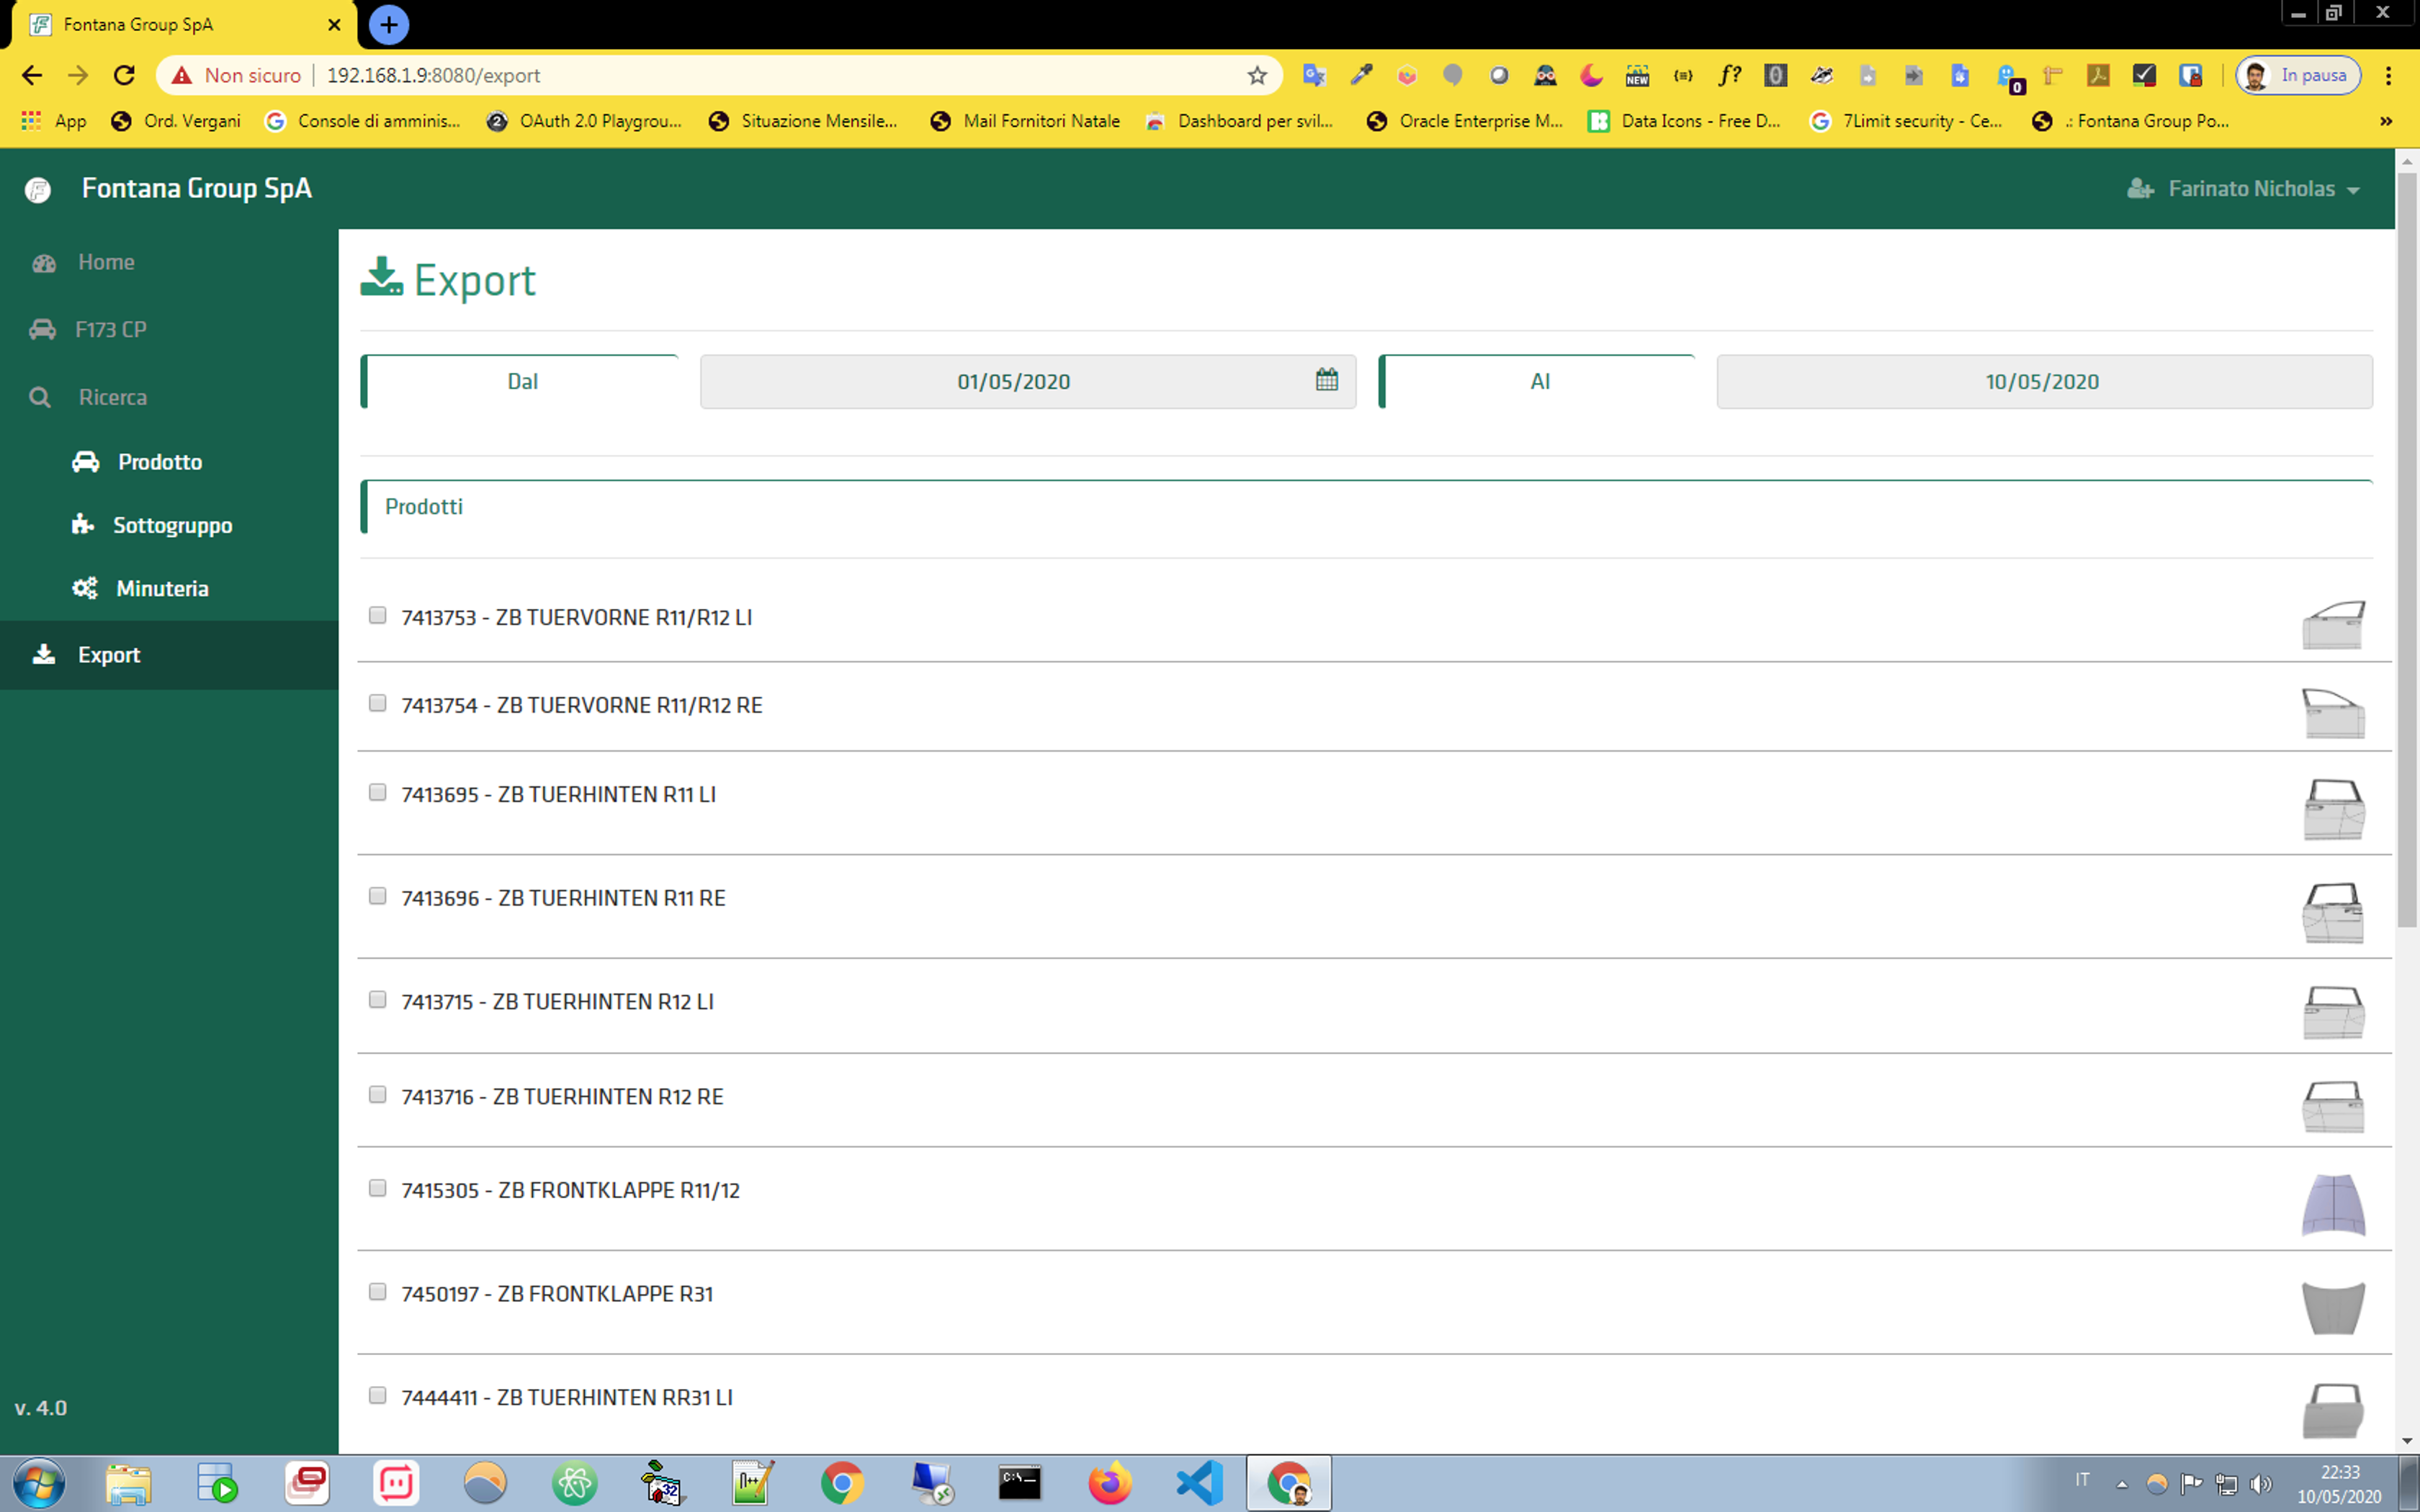 Fontana Group SpA
Non sicuro
192.168.1.9:8080/export
NEW
f?
0
In pausa
App
Ord. Vergani
Console di amminis...
OAuth 2.0 Playgrou...
Situazione Mensile...
Mail Fornitori Natale
Dashboard per svil...
Oracle Enterprise M...
Data Icons - Free D...
7Limit security - Ce...
.: Fontana Group Po...
»
Fontana Group SpA
Farinato Nicholas
Home
F173 CP
Ricerca
Prodotto
Sottogruppo
Minuteria
Export
v. 4.0
Export
Dal
01/05/2020
Al
10/05/2020
Prodotti
7413753 - ZB TUERVORNE R11/R12 LI
7413754 - ZB TUERVORNE R11/R12 RE
7413695 - ZB TUERHINTEN R11 LI
7413696 - ZB TUERHINTEN R11 RE
7413715 - ZB TUERHINTEN R12 LI
7413716 - ZB TUERHINTEN R12 RE
7415305 - ZB FRONTKLAPPE R11/12
7450197 - ZB FRONTKLAPPE R31
7444411 - ZB TUERHINTEN RR31 LI
IT
22:33
10/05/2020